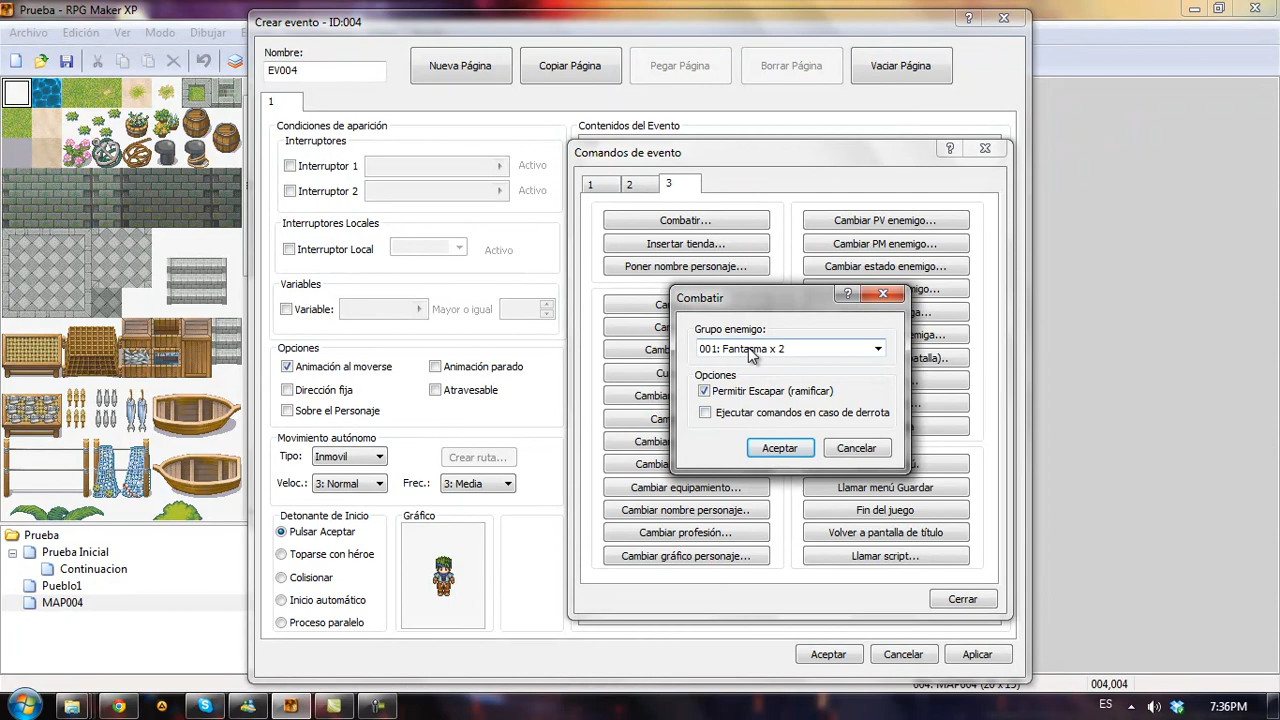 Prueba - RPG Maker XP
Archivo Edición Ver Modo Dibujar
Crear evento - ID:004
Nombre:
EV004
Nueva Página
Copiar Página
Pegar Página
Borrar Página
Vaciar Página
1
Condiciones de aparición
Interruptores
Interruptor 1
Activo
Interruptor 2
Activo
Interruptores Locales
Interruptor Local
Activo
Variables
Variable:
Mayor o igual
Opciones
Animación al moverse
Animación parado
Dirección fija
Atravesable
Sobre el Personaje
Movimiento autónomo
Tipo:
Inmovil
Crear ruta...
Veloc.:
3: Normal
Frec.:
3: Media
Detonante de Inicio
Pulsar Aceptar
Toparse con héroe
Colisionar
Inicio automático
Proceso paralelo
Gráfico
Contenidos del Evento
Comandos de evento
1 2 3
Combatir...
Insertar tienda...
Poner nombre personaje...
Cambiar equipamiento...
Cambiar nombre personaje..
Cambiar profesión...
Cambiar gráfico personaje...
Cambiar PV enemigo...
Cambiar PM enemigo...
Cambiar estado enemigo...
Llamar menú Guardar
Fin del juego
Volver a pantalla de título
Llamar script...
Cerrar
Combatir
Grupo enemigo:
001: Fantasma x 2
Opciones
Permitir Escapar (ramificar)
Ejecutar comandos en caso de derrota
Aceptar
Cancelar
Aceptar
Cancelar
Aplicar
Prueba
Prueba Inicial
Continuacion
Pueblo1
MAP004
004,004
ES
7:36PM